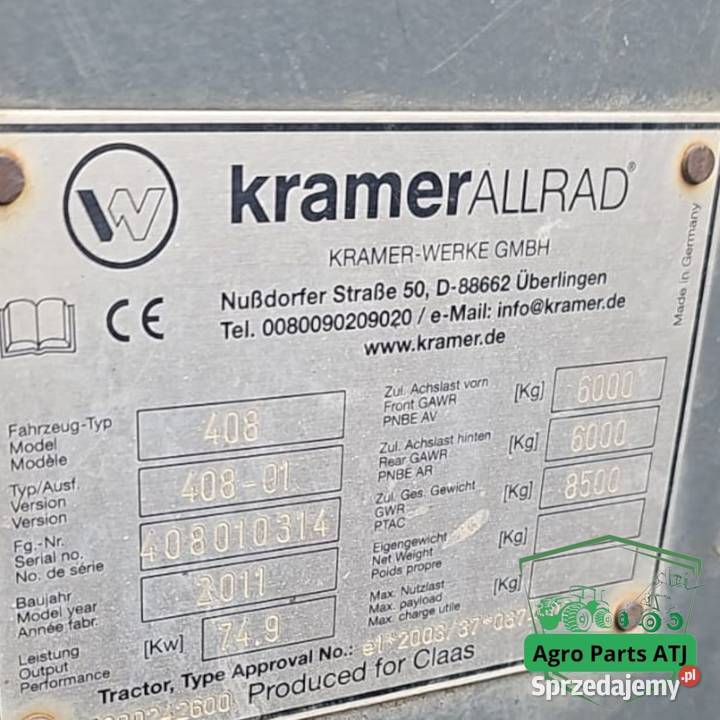 W kramerALLRAD®
KRAMER-WERKE GMBH
Nußdorfer Straße 50, D-88662 Überlingen
Tel. 0080090209020 / e-Mail: info@kramer.de
www.kramer.de
CE
Made in Germany
Fahrzeug-Typ
Model
Modèle
408
Typ/Ausf.
Version
Version
408-01
Fg.-Nr.
Serial no.
No. de série
408010314
Baujahr
Model year
Année fabr.
2011
Leistung
Output
Performance
[Kw] 74.9
Zul. Achslast vorn
Front GAWR
PNBE AV
[Kg] 6000
Zul. Achslast hinten
Rear GAWR
PNBE AR
[Kg] 6000
Zul. Ges. Gewicht
GWR
PTAC
[Kg] 8500
Eigengewicht
Net Weight
Poids propre
[Kg]
Max. Nutzlast
Max. payload
Max. charge utile
[Kg]
Tractor, Type Approval No.: e1*2003/37*
Produced for Claas
Agro Parts ATJ
Sprzedajemy.pl